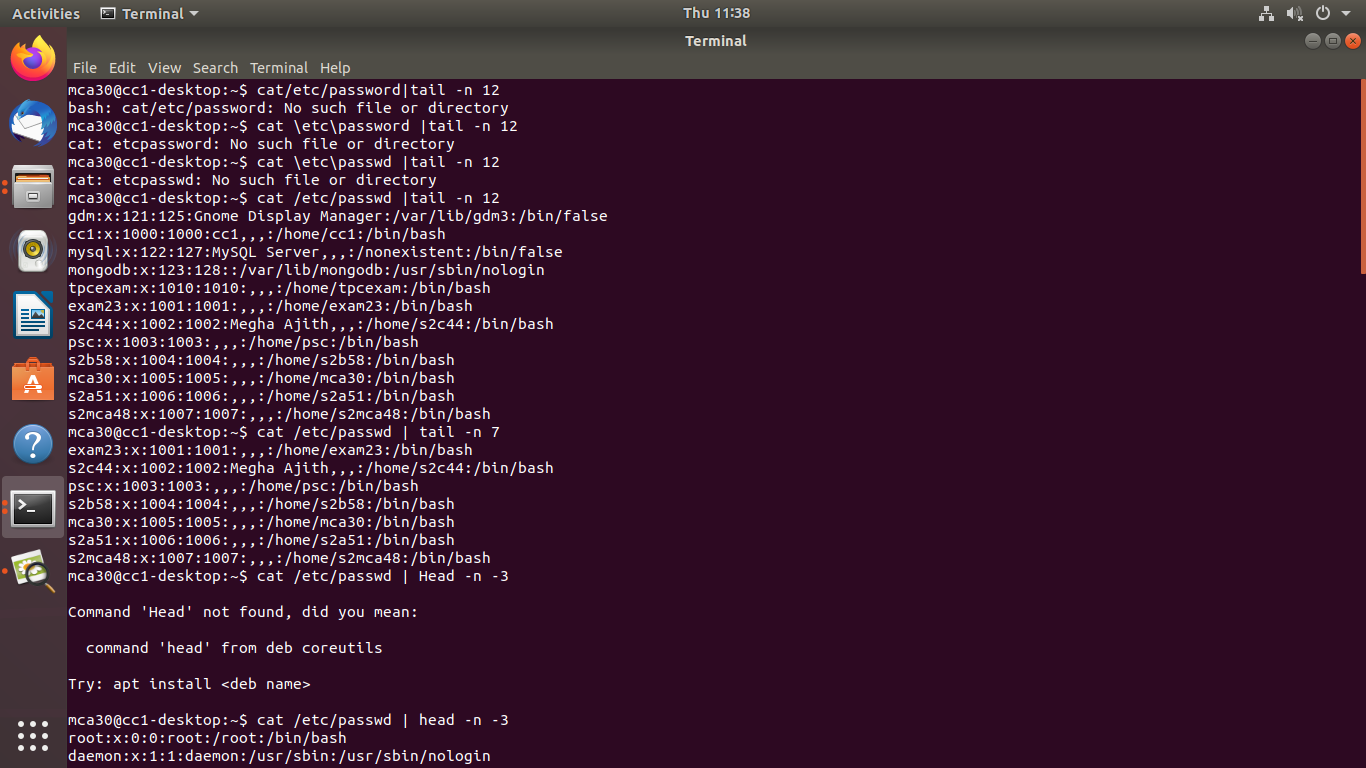 Activities Terminal Thu 11:38
Terminal
File Edit View Search Terminal Help
mca30@cc1-desktop:~$ cat/etc/password|tail -n 12
bash: cat/etc/password: No such file or directory
mca30@cc1-desktop:~$ cat \etc\password |tail -n 12
cat: etcpassword: No such file or directory
mca30@cc1-desktop:~$ cat \etc\passwd |tail -n 12
cat: etcpasswd: No such file or directory
mca30@cc1-desktop:~$ cat /etc/passwd |tail -n 12
gdm:x:121:125:Gnome Display Manager:/var/lib/gdm3:/bin/false
cc1:x:1000:1000:cc1,,,:/home/cc1:/bin/bash
mysql:x:122:127:MySQL Server,,,:/nonexistent:/bin/false
mongodb:x:123:128::/var/lib/mongodb:/usr/sbin/nologin
tpcexam:x:1010:1010:,,,:/home/tpcexam:/bin/bash
exam23:x:1001:1001:,,,:/home/exam23:/bin/bash
s2c44:x:1002:1002:Megha Ajith,,,:/home/s2c44:/bin/bash
psc:x:1003:1003:,,,:/home/psc:/bin/bash
s2b58:x:1004:1004:,,,:/home/s2b58:/bin/bash
mca30:x:1005:1005:,,,:/home/mca30:/bin/bash
s2a51:x:1006:1006:,,,:/home/s2a51:/bin/bash
s2mca48:x:1007:1007:,,,:/home/s2mca48:/bin/bash
mca30@cc1-desktop:~$ cat /etc/passwd | tail -n 7
exam23:x:1001:1001:,,,:/home/exam23:/bin/bash
s2c44:x:1002:1002:Megha Ajith,,,:/home/s2c44:/bin/bash
psc:x:1003:1003:,,,:/home/psc:/bin/bash
s2b58:x:1004:1004:,,,:/home/s2b58:/bin/bash
mca30:x:1005:1005:,,,:/home/mca30:/bin/bash
s2a51:x:1006:1006:,,,:/home/s2a51:/bin/bash
s2mca48:x:1007:1007:,,,:/home/s2mca48:/bin/bash
mca30@cc1-desktop:~$ cat /etc/passwd | Head -n -3
Command 'Head' not found, did you mean:
command 'head' from deb coreutils
Try: apt install <deb name>
mca30@cc1-desktop:~$ cat /etc/passwd | head -n -3
root:x:0:0:root:/root:/bin/bash
daemon:x:1:1:daemon:/usr/sbin:/usr/sbin/nologin